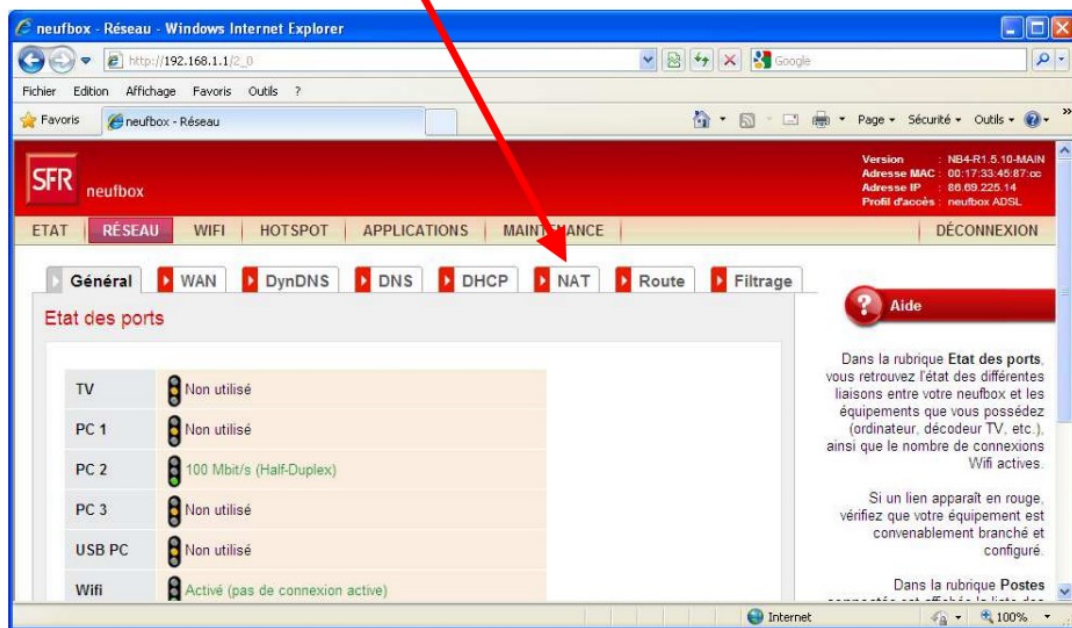 neufbox - Réseau - Windows Internet Explorer
http://192.168.1.1/2_0
Google
Fichier Edition Affichage Favoris Outils ?
Favoris neufbox - Réseau Page Sécurité Outils
SFR neufbox
Version : NB4-R1.5.10-MAIN
Adresse MAC : 00:17:33:45:87:cc
Adresse IP : 86.69.225.14
Profil d'accès : neufbox ADSL
ETAT RÉSEAU WIFI HOTSPOT APPLICATIONS MAINTENANCE DÉCONNEXION
Général WAN DynDNS DNS DHCP NAT Route Filtrage
Etat des ports
TV Non utilisé
PC 1 Non utilisé
PC 2 100 Mbit/s (Half-Duplex)
PC 3 Non utilisé
USB PC Non utilisé
Wifi Activé (pas de connexion active)
Aide
Dans la rubrique Etat des ports,
vous retrouvez l'état des différentes
liaisons entre votre neufbox et les
équipements que vous possédez
(ordinateur, décodeur TV, etc.),
ainsi que le nombre de connexions
Wifi actives.
Si un lien apparaît en rouge,
vérifiez que votre équipement est
convenablement branché et
configuré.
Dans la rubrique Postes
Internet 100%